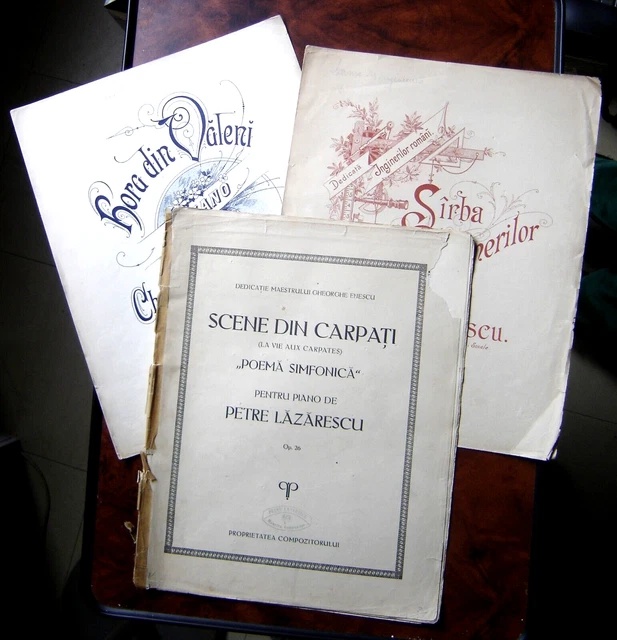 Hora din Văleni
PIANO
Ch
Dedicată Inginerilor români
Sîrba
nerilor
scu.
DEDICAȚIE MAESTRULUI GHEORGHE ENESCU
SCENE DIN CARPAȚI
(LA VIE AUX CARPATES)
„POEMĂ SIMFONICĂ“
PENTRU PIANO DE
PETRE LĂZĂRESCU
Op. 26
PROPRIETATEA COMPOZITORULUI